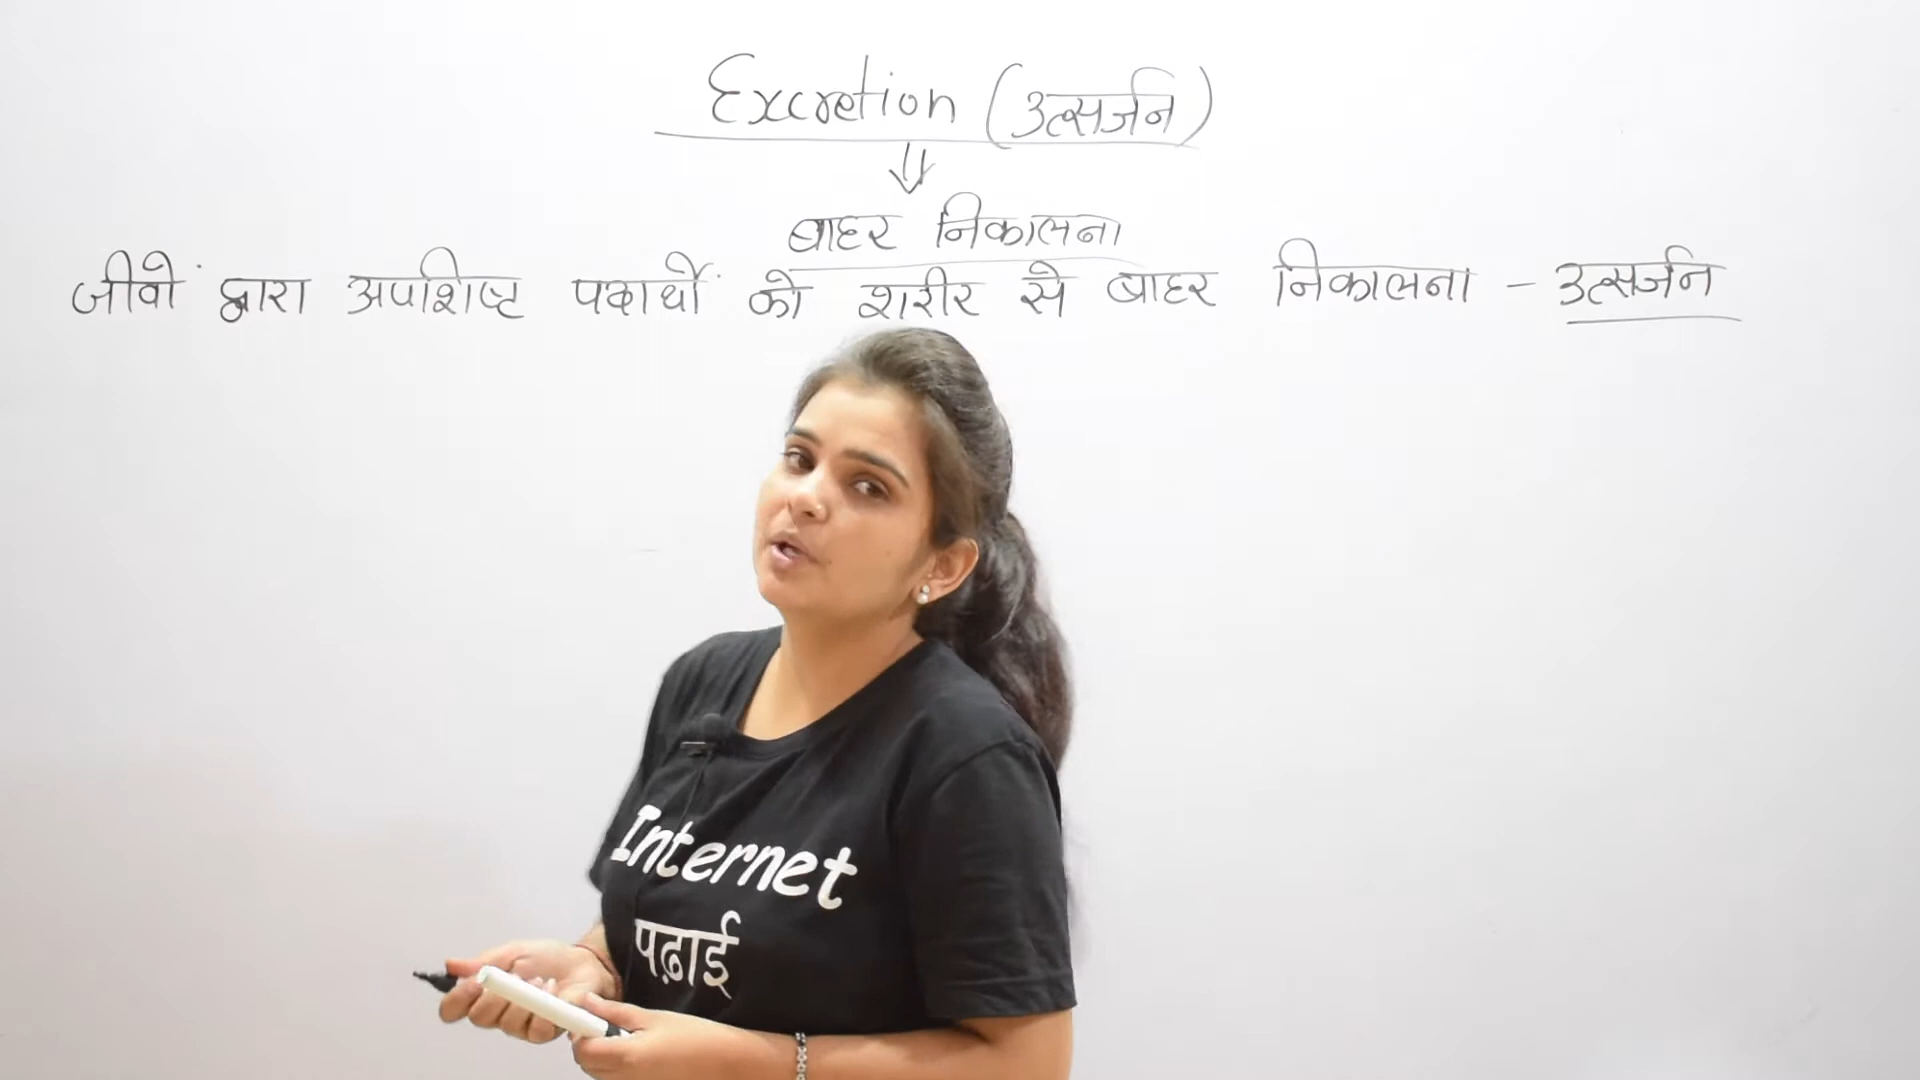 Excretion (उत्सर्जन)
⇓
बाहर निकालना
जीवों द्वारा अपशिष्ट पदार्थों को शरीर से बाहर निकालना - उत्सर्जन
Internet
पढ़ाई